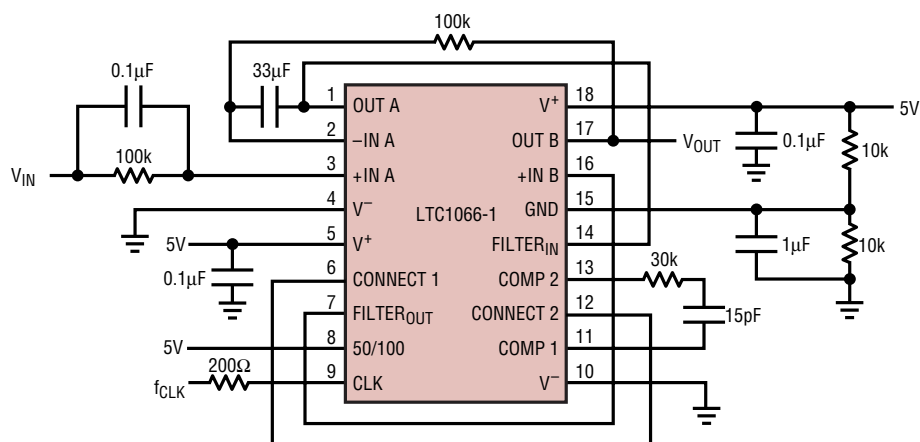 100k
0.1μF
33μF
1 OUT A V+ 18 5V
2 –IN A OUT B 17 VOUT 0.1μF 10k
100k
VIN 3 +IN A +IN B 16
4 V– LTC1066-1 GND 15
5V 5 V+ FILTERIN 14 1μF 10k
0.1μF 6 CONNECT 1 COMP 2 13 30k
7 FILTEROUT CONNECT 2 12 15pF
5V 8 50/100 COMP 1 11
fCLK 200Ω 9 CLK V– 10